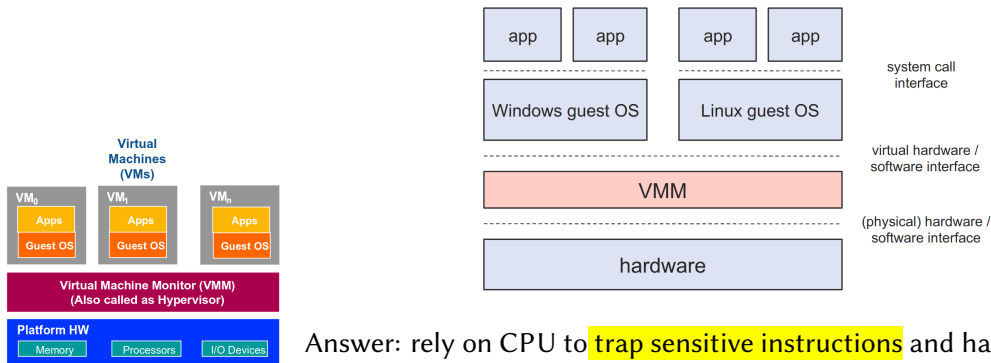 Virtual
Machines
(VMs)
VM0
VM1
VMn
Apps
Apps
Apps
Guest OS
Guest OS
Guest OS
Virtual Machine Monitor (VMM)
(Also called as Hypervisor)
Platform HW
Memory
Processors
I/O Devices
app
app
app
app
system call
interface
Windows guest OS
Linux guest OS
virtual hardware /
software interface
VMM
(physical) hardware /
software interface
hardware
Answer: rely on CPU to trap sensitive instructions and ha